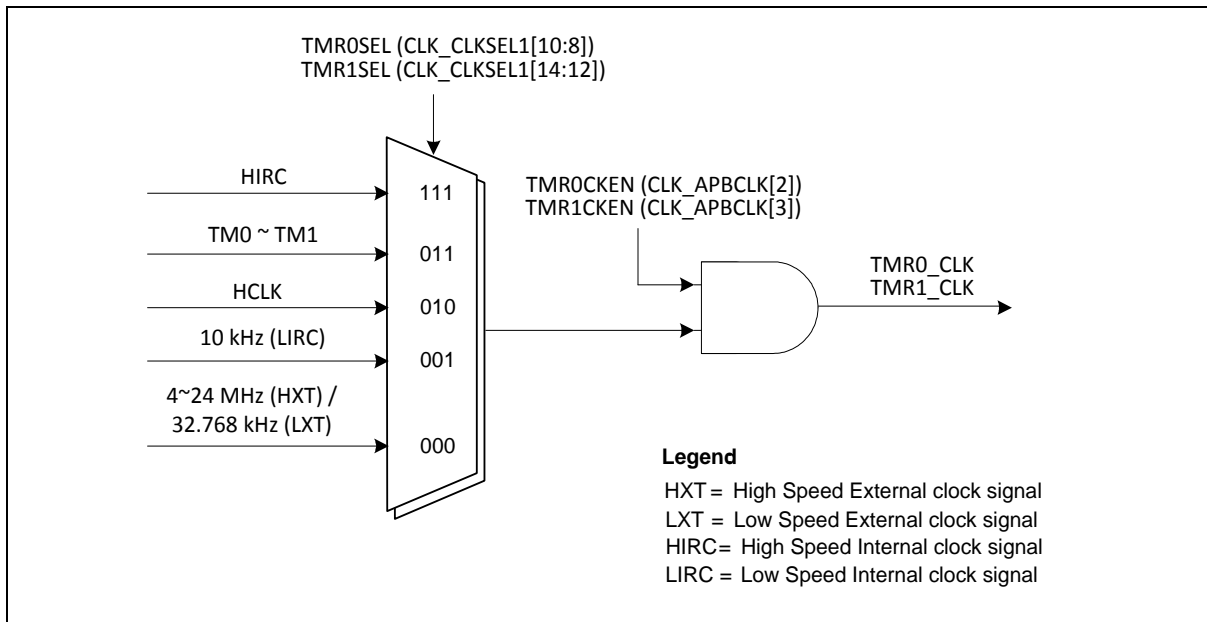 TMR0SEL (CLK_CLKSEL1[10:8])
TMR1SEL (CLK_CLKSEL1[14:12])
HIRC
111
TMR0CKEN (CLK_APBCLK[2])
TMR1CKEN (CLK_APBCLK[3])
TM0 ~ TM1
011
TMR0_CLK
TMR1_CLK
HCLK
010
10 kHz (LIRC)
001
4~24 MHz (HXT) /
32.768 kHz (LXT)
000
Legend
HXT = High Speed External clock signal
LXT = Low Speed External clock signal
HIRC= High Speed Internal clock signal
LIRC = Low Speed Internal clock signal